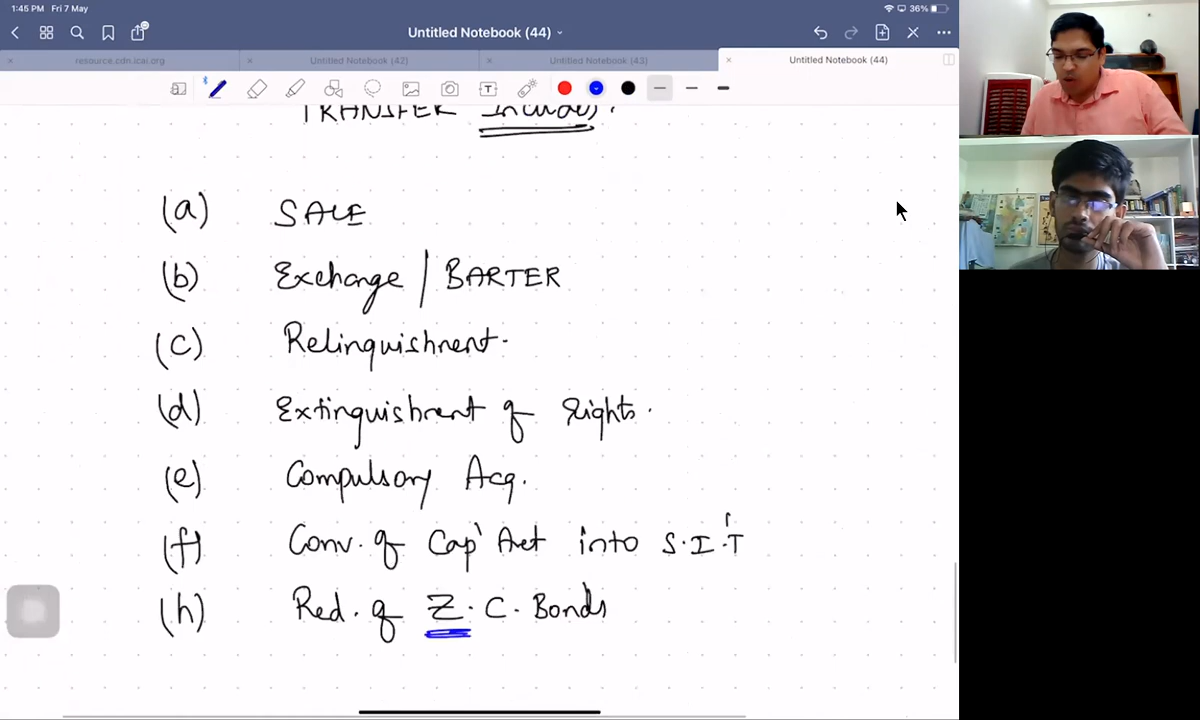 1:45 PM Fri 7 May
36%
Untitled Notebook (44)
resource.cdn.icai.org
Untitled Notebook (42)
Untitled Notebook (43)
Untitled Notebook (44)
TRANSFER includes:
(a) SALE
(b) Exchange / BARTER
(c) Relinquishment.
(d) Extinguishment of rights.
(e) Compulsory Acq.
(f) Conv. of Cap' Aet into S.I.T
(h) Red. of Z. C. Bonds